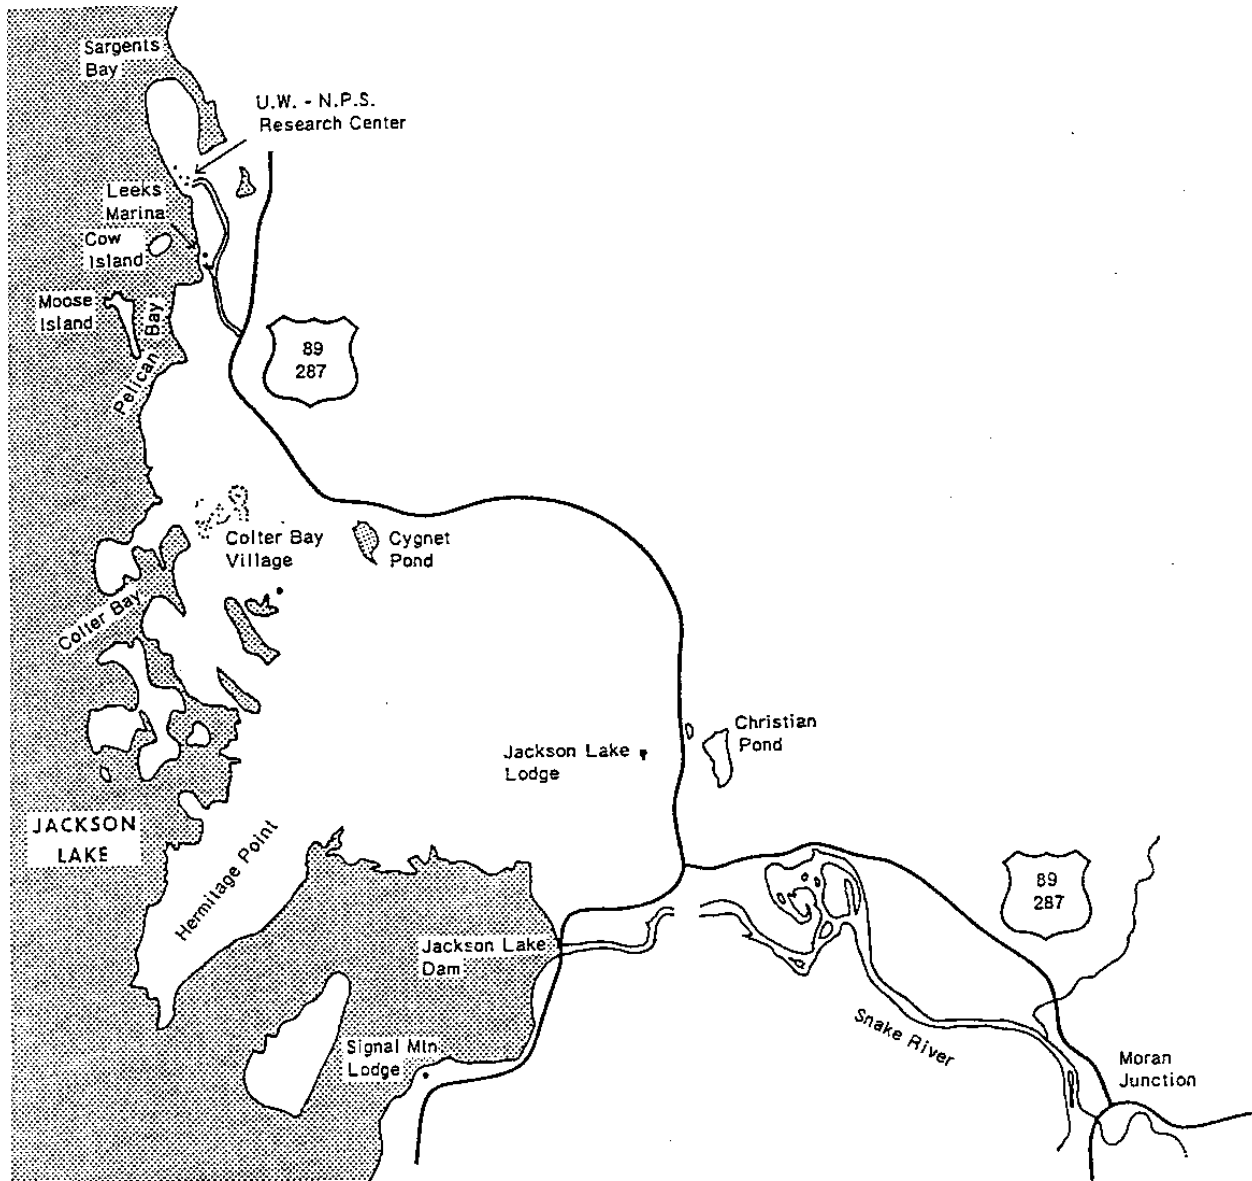 Sargents
Bay
U.W. - N.P.S.
Research Center
Leeks
Marina
Cow
Island
Moose
Island
Pelican Bay
89
287
Colter Bay
Village
Cygnet
Pond
Colter Bay
Christian
Pond
Jackson Lake
Lodge
JACKSON
LAKE
Hermitage Point
89
287
Jackson Lake
Dam
Snake River
Signal Mtn
Lodge
Moran
Junction